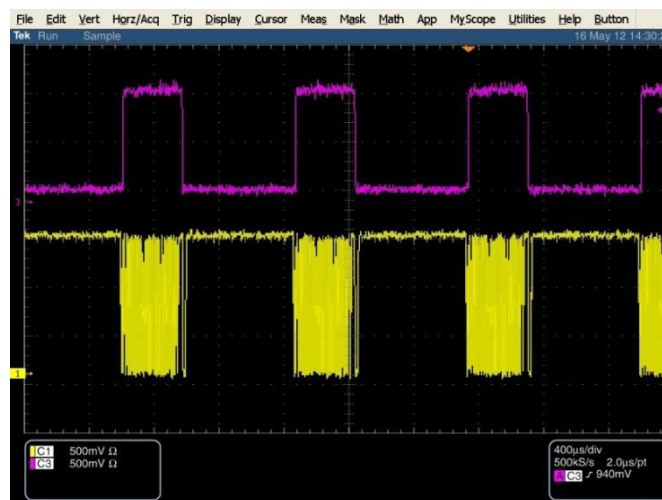 File Edit Vert Horz/Acq Trig Display Cursor Meas Mask Math App MyScope Utilities Help Button
Tek Run Sample 16 May 12 14:30:
3
1
C1 500mV Ω
C3 500mV Ω
400µs/div
500kS/s 2.0µs/pt
A C3 ∫ 940mV